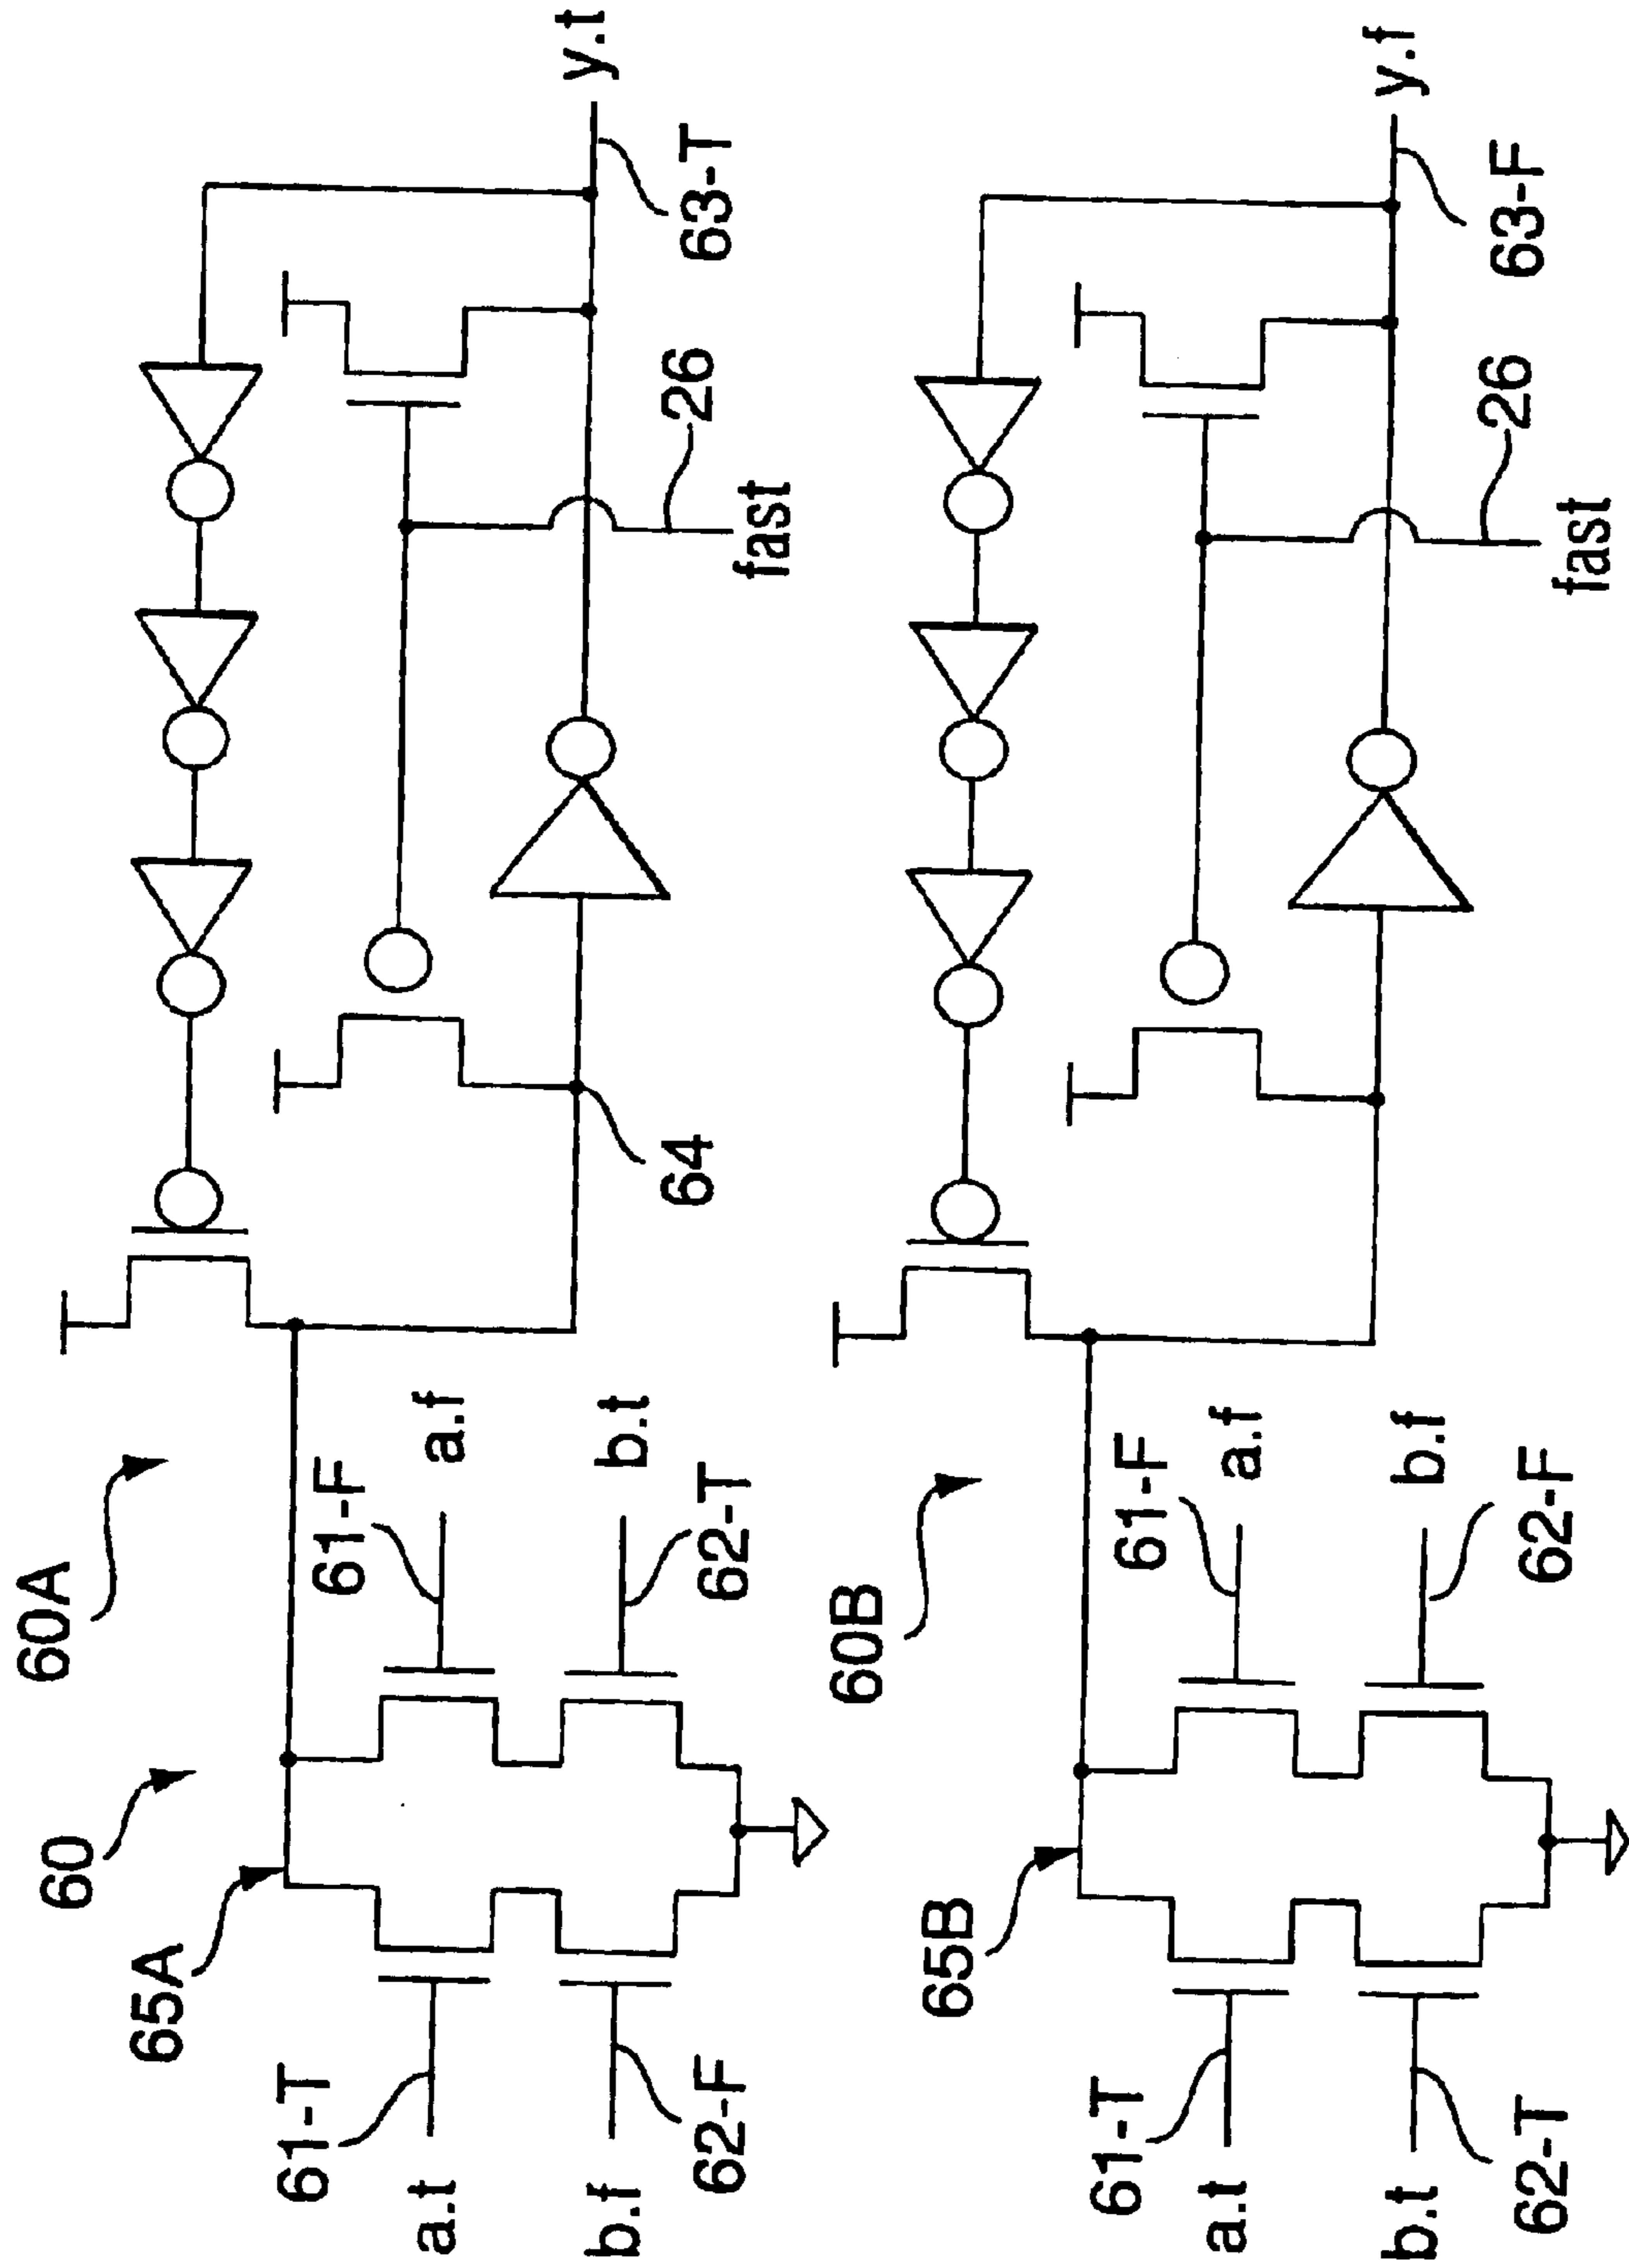 y.t
63-T
26
fast
64
60A
61-F
a.f
b.t
62-T
60
65A
61-T
a.t
62-F
b.f
y.f
63-F
26
fast
60B
61-F
a.f
b.f
62-F
65B
61-T
a.t
62-T
b.t